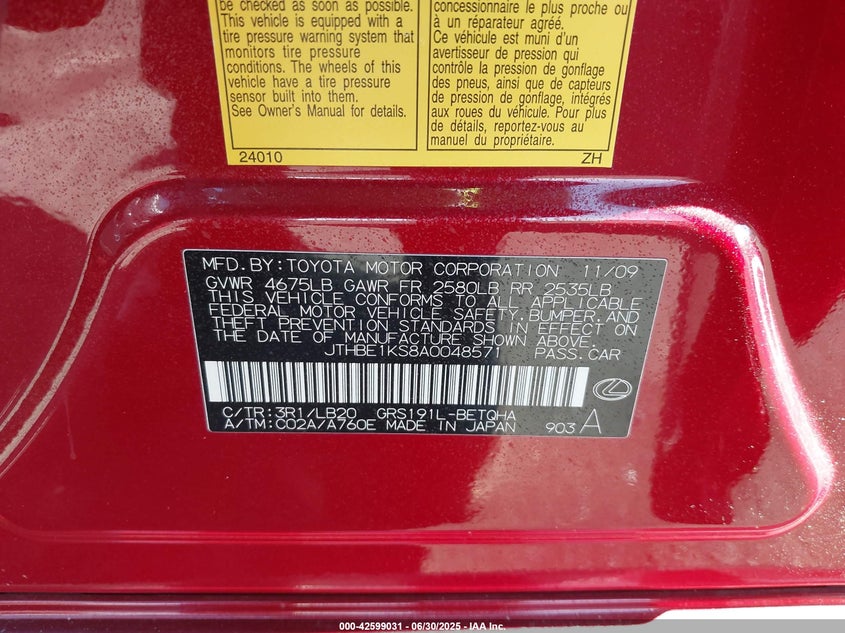 be checked as soon as possible.
This vehicle is equipped with a
tire pressure warning system that
monitors tire pressure
conditions. The wheels of this
vehicle have a tire pressure
sensor built into them.
See Owner's Manual for details.
24010
concessionnaire le plus proche ou
à un réparateur agréé.
Ce véhicule est muni d'un
avertisseur de pression qui
contrôle la pression de gonflage
des pneus, ainsi que de capteurs
de pression de gonflage, intégrés
aux roues du véhicule. Pour plus
de détails, reportez-vous au
manuel du propriétaire.
ZH
MFD.BY:TOYOTA MOTOR CORPORATION 11/09
GVWR 4675LB GAWR FR 2580LB RR 2535LB
THIS VEHICLE CONFORMS TO ALL APPLICABLE
FEDERAL MOTOR VEHICLE SAFETY,BUMPER,AND
THEFT PREVENTION STANDARDS IN EFFECT ON
THE DATE OF MANUFACTURE SHOWN ABOVE.
JTHBE1KS8A0048571 PASS.CAR
C/TR:3R1/LB20 GRS191L-BETQHA
A/TM:C02A/A760E MADE IN JAPAN 903 A
000-42599031 - 06/30/2025 - IAA Inc.